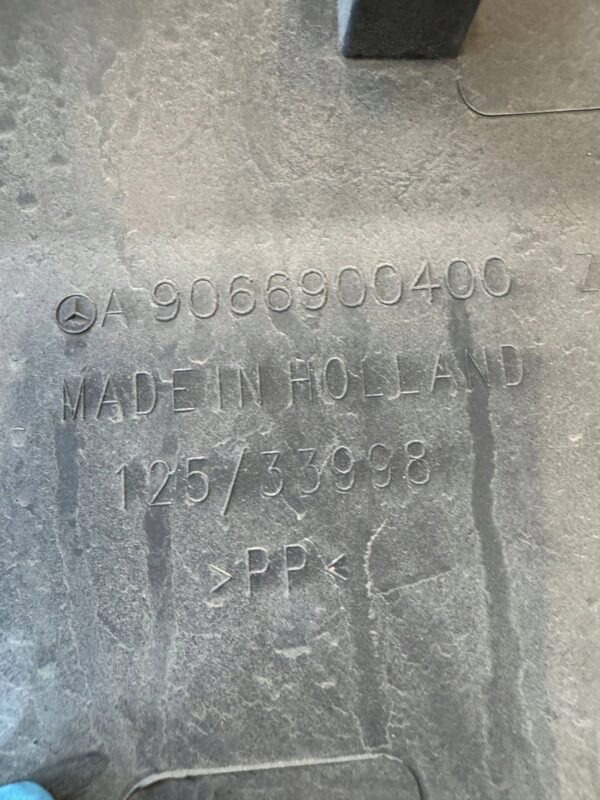 A 9066900400
MADE IN HOLLAND
125/33998
>PP<